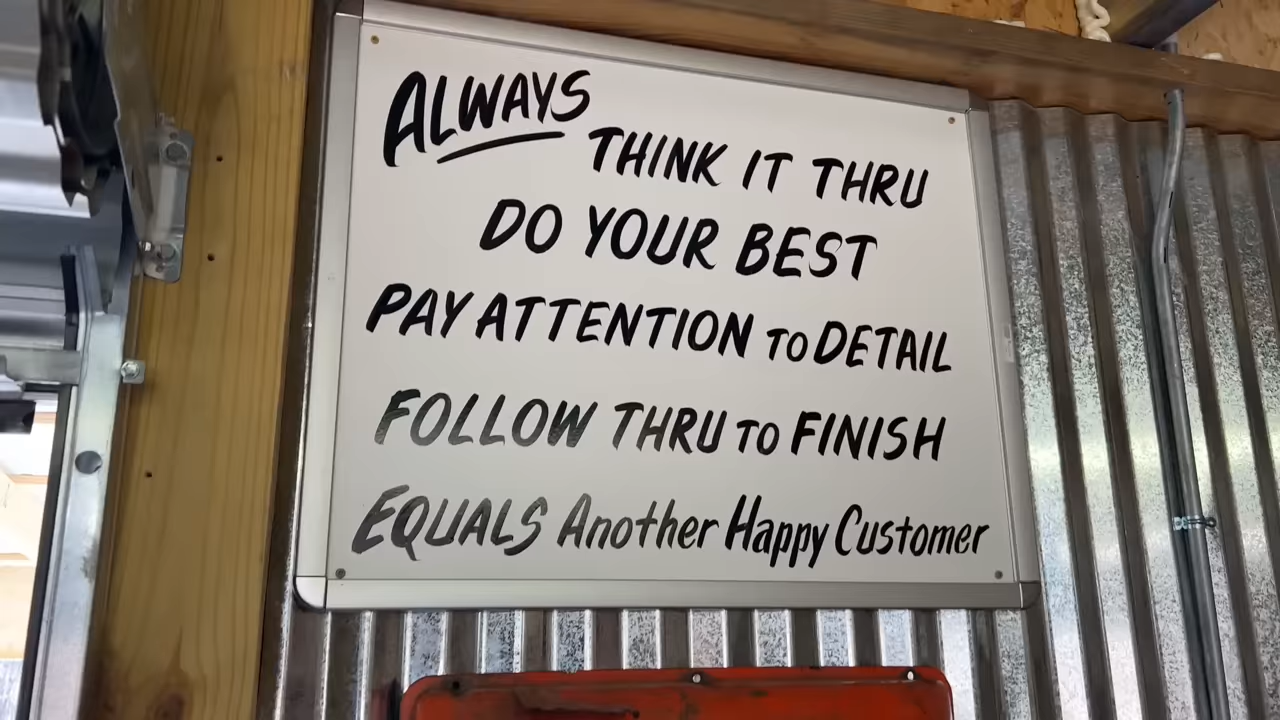 ALWAYS
THINK IT THRU
DO YOUR BEST
PAY ATTENTION TO DETAIL
FOLLOW THRU TO FINISH
EQUALS Another Happy Customer